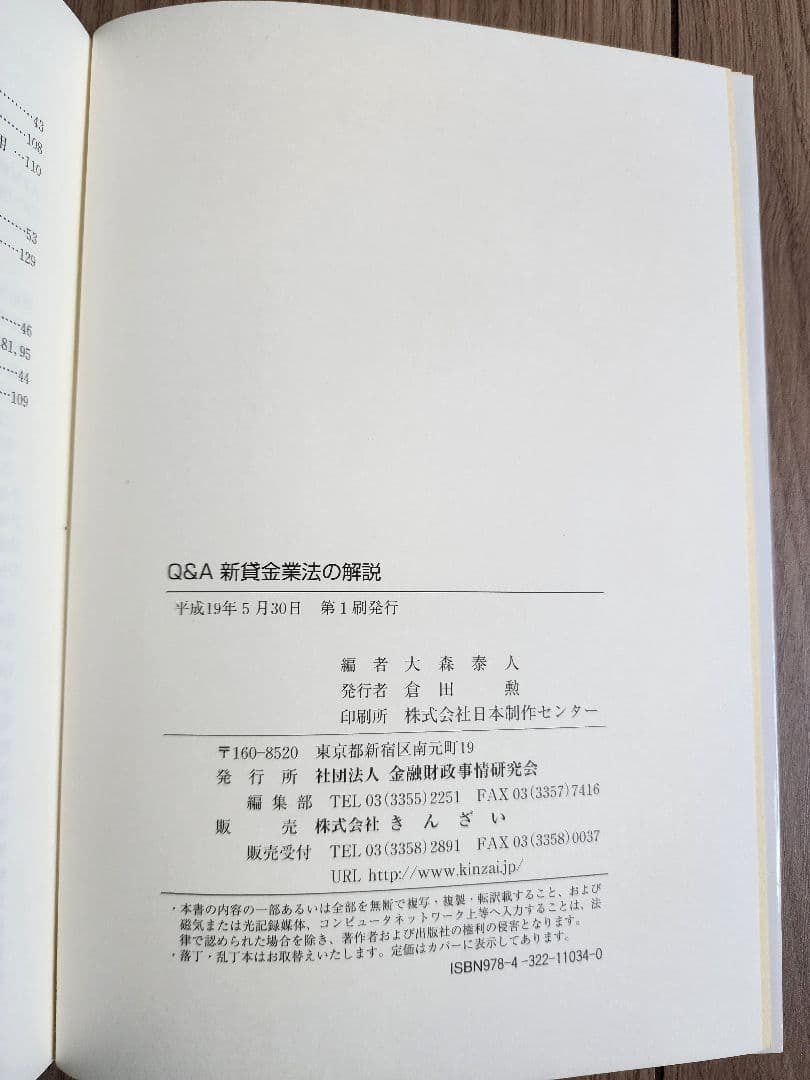 ……43
……108
…110
……53
……129
……46
81, 95
……44
……109
Q&A 新貸金業法の解説
平成19年5月30日 第1刷発行
編者 大森泰人
発行者 倉田 勲
印刷所 株式会社日本制作センター
〒160-8520 東京都新宿区南元町19
発行所 社団法人 金融財政事情研究会
編集部 TEL 03(3355)2251 FAX 03(3357)7416
販売 株式会社きんざい
販売受付 TEL 03(3358)2891 FAX 03(3358)0037
URL http://www.kinzai.jp/
・本書の内容の一部あるいは全部を無断で複写・複製・転訳載すること、および
磁気または光記録媒体、コンピュータネットワーク上等へ入力することは、法
律で認められた場合を除き、著作者および出版社の権利の侵害となります。
・落丁・乱丁本はお取替えいたします。定価はカバーに表示してあります。
ISBN978-4-322-11034-0